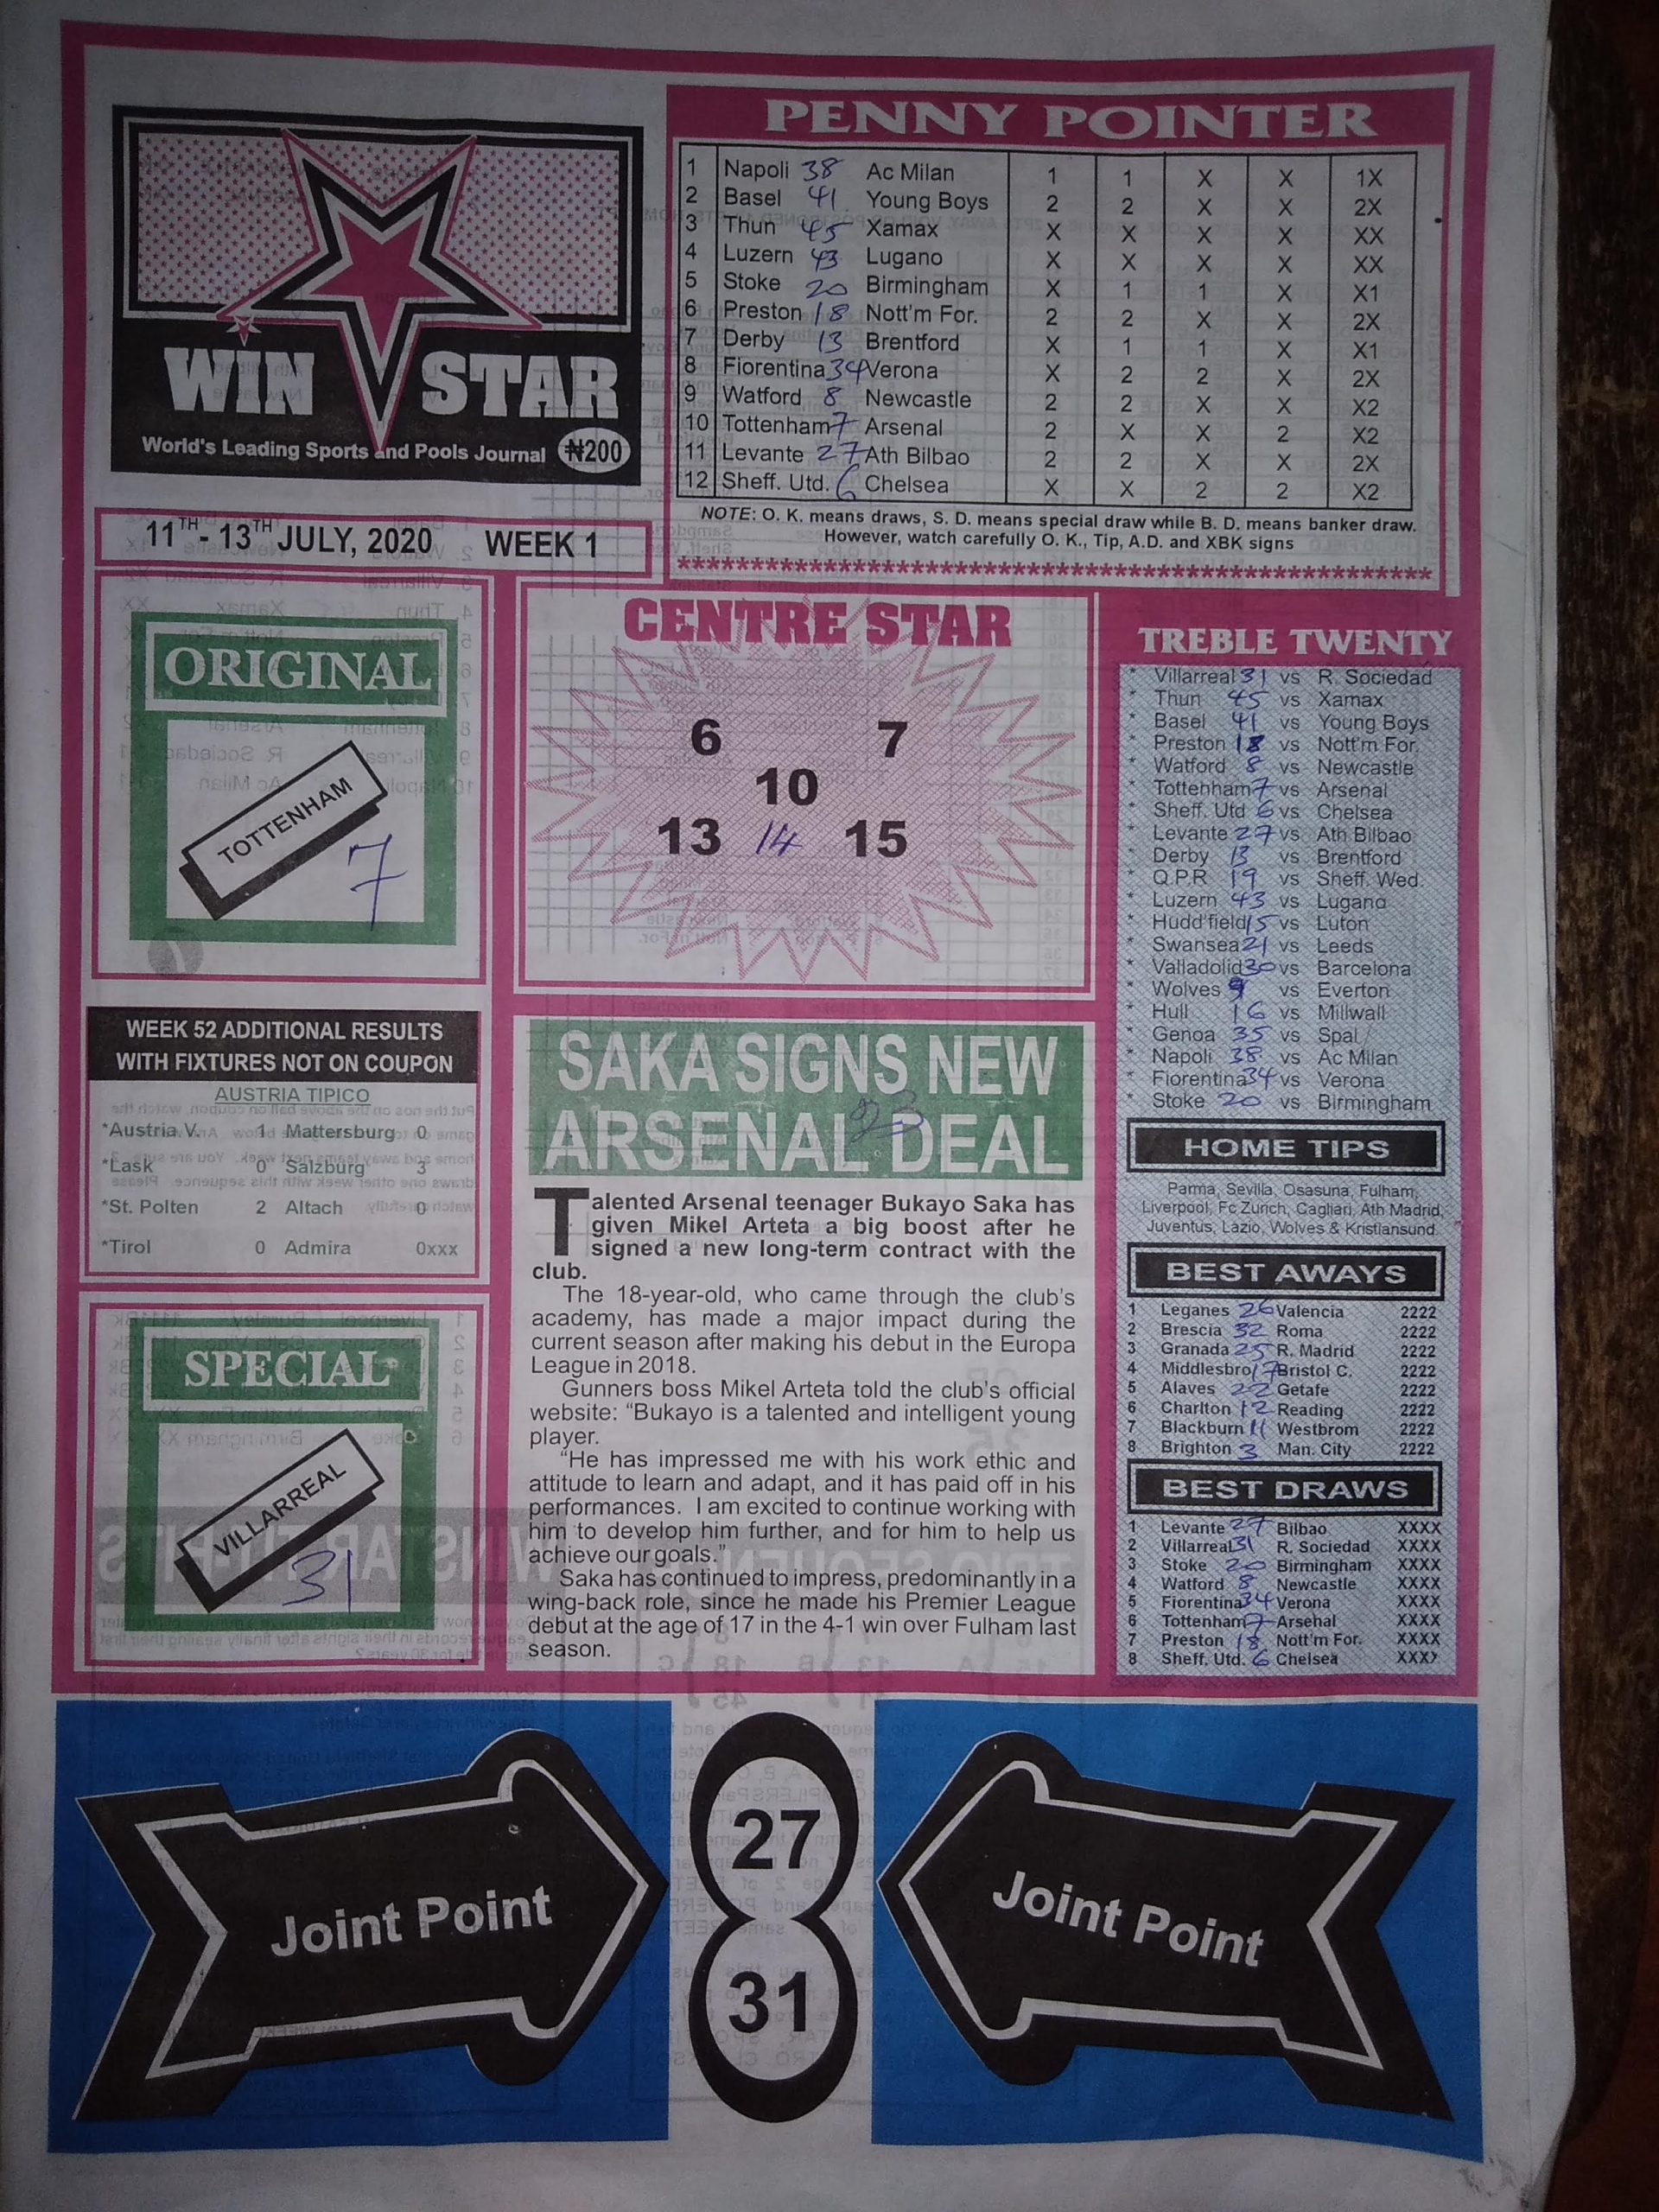 WIN STAR
World's Leading Sports and Pools Journal ₦200
11TH - 13TH JULY, 2020 WEEK 1
PENNY POINTER
1 Napoli 38 Ac Milan 1 1 X X 1X
2 Basel 41 Young Boys 2 2 X X 2X
3 Thun 45 Xamax X X X X XX
4 Luzern 43 Lugano X X X X XX
5 Stoke 20 Birmingham X 1 1 X X1
6 Preston 18 Nott'm For. 2 2 X X 2X
7 Derby 13 Brentford X 1 1 X X1
8 Fiorentina 34 Verona X 2 2 X 2X
9 Watford 8 Newcastle 2 2 X X X2
10 Tottenham 7 Arsenal 2 X X 2 X2
11 Levante 27 Ath Bilbao 2 2 X X 2X
12 Sheff. Utd. 6 Chelsea X X 2 2 X2
NOTE: O. K. means draws, S. D. means special draw while B. D. means banker draw.
However, watch carefully O. K., Tip, A.D. and XBK signs
ORIGINAL
TOTTENHAM
7
CENTRE STAR
6 7
10
13 14 15
TREBLE TWENTY
* Villarreal 31 vs R. Sociedad
* Thun 45 vs Xamax
* Basel 41 vs Young Boys
* Preston 18 vs Nott'm For.
* Watford 8 vs Newcastle
* Tottenham 7 vs Arsenal
* Sheff. Utd 6 vs Chelsea
* Levante 27 vs Ath Bilbao
* Derby 13 vs Brentford
* Q.P.R 19 vs Sheff. Wed.
* Luzern 43 vs Lugano
* Hudd'field 15 vs Luton
* Swansea 21 vs Leeds
* Valladolid 30 vs Barcelona
* Wolves 9 vs Everton
* Hull 16 vs Millwall
* Genoa 35 vs Spal
* Napoli 38 vs Ac Milan
* Fiorentina 34 vs Verona
* Stoke 20 vs Birmingham
HOME TIPS
Parma, Sevilla, Osasuna, Fulham,
Liverpool, Fc Zurich, Cagliari, Ath Madrid,
Juventus, Lazio, Wolves & Kristiansund.
BEST AWAYS
1 Leganes 26 Valencia 2222
2 Brescia 32 Roma 2222
3 Granada 25 R. Madrid 2222
4 Middlesbro 17 Bristol C. 2222
5 Alaves 22 Getafe 2222
6 Charlton 12 Reading 2222
7 Blackburn 11 Westbrom 2222
8 Brighton 3 Man. City 2222
BEST DRAWS
1 Levante 27 Bilbao XXXX
2 Villarreal 31 R. Sociedad XXXX
3 Stoke 20 Birmingham XXXX
4 Watford 8 Newcastle XXXX
5 Fiorentina 34 Verona XXXX
6 Tottenham 7 Arsenal XXXX
7 Preston 18 Nott'm For. XXXX
8 Sheff. Utd. 6 Chelsea XXXX
WEEK 52 ADDITIONAL RESULTS
WITH FIXTURES NOT ON COUPON
AUSTRIA TIPICO
*Austria V. 1 Mattersburg 0
*Lask 0 Salzburg 3
*St. Polten 2 Altach 0
*Tirol 0 Admira 0xxx
SPECIAL
VILLARREAL
31
SAKA SIGNS NEW
ARSENAL DEAL
23
Talented Arsenal teenager Bukayo Saka has
given Mikel Arteta a big boost after he
signed a new long-term contract with the
club.
The 18-year-old, who came through the club's
academy, has made a major impact during the
current season after making his debut in the Europa
League in 2018.
Gunners boss Mikel Arteta told the club's official
website: “Bukayo is a talented and intelligent young
player.
“He has impressed me with his work ethic and
attitude to learn and adapt, and it has paid off in his
performances. I am excited to continue working with
him to develop him further, and for him to help us
achieve our goals.”
Saka has continued to impress, predominantly in a
wing-back role, since he made his Premier League
debut at the age of 17 in the 4-1 win over Fulham last
season.
Joint Point
27
31
Joint Point